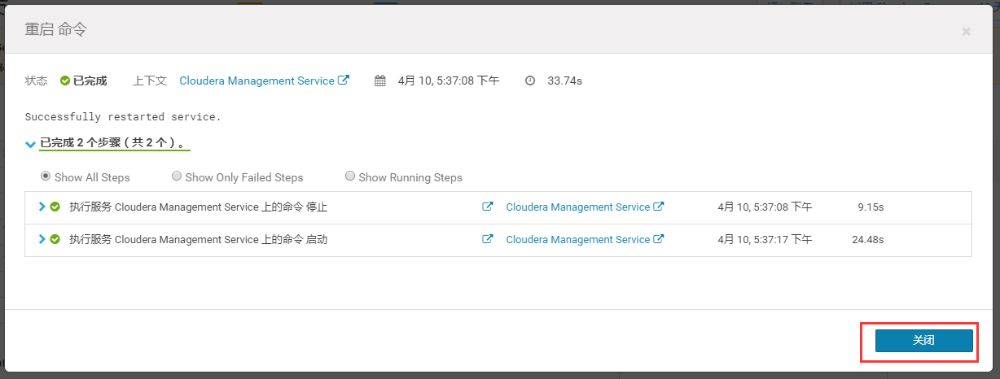 重启 命令
状态 已完成 上下文 Cloudera Management Service 4月 10, 5:37:08 下午 33.74s
Successfully restarted service.
已完成 2 个步骤（共 2 个）。
Show All Steps Show Only Failed Steps Show Running Steps
执行服务 Cloudera Management Service 上的命令 停止 Cloudera Management Service 4月 10, 5:37:08 下午 9.15s
执行服务 Cloudera Management Service 上的命令 启动 Cloudera Management Service 4月 10, 5:37:17 下午 24.48s
关闭